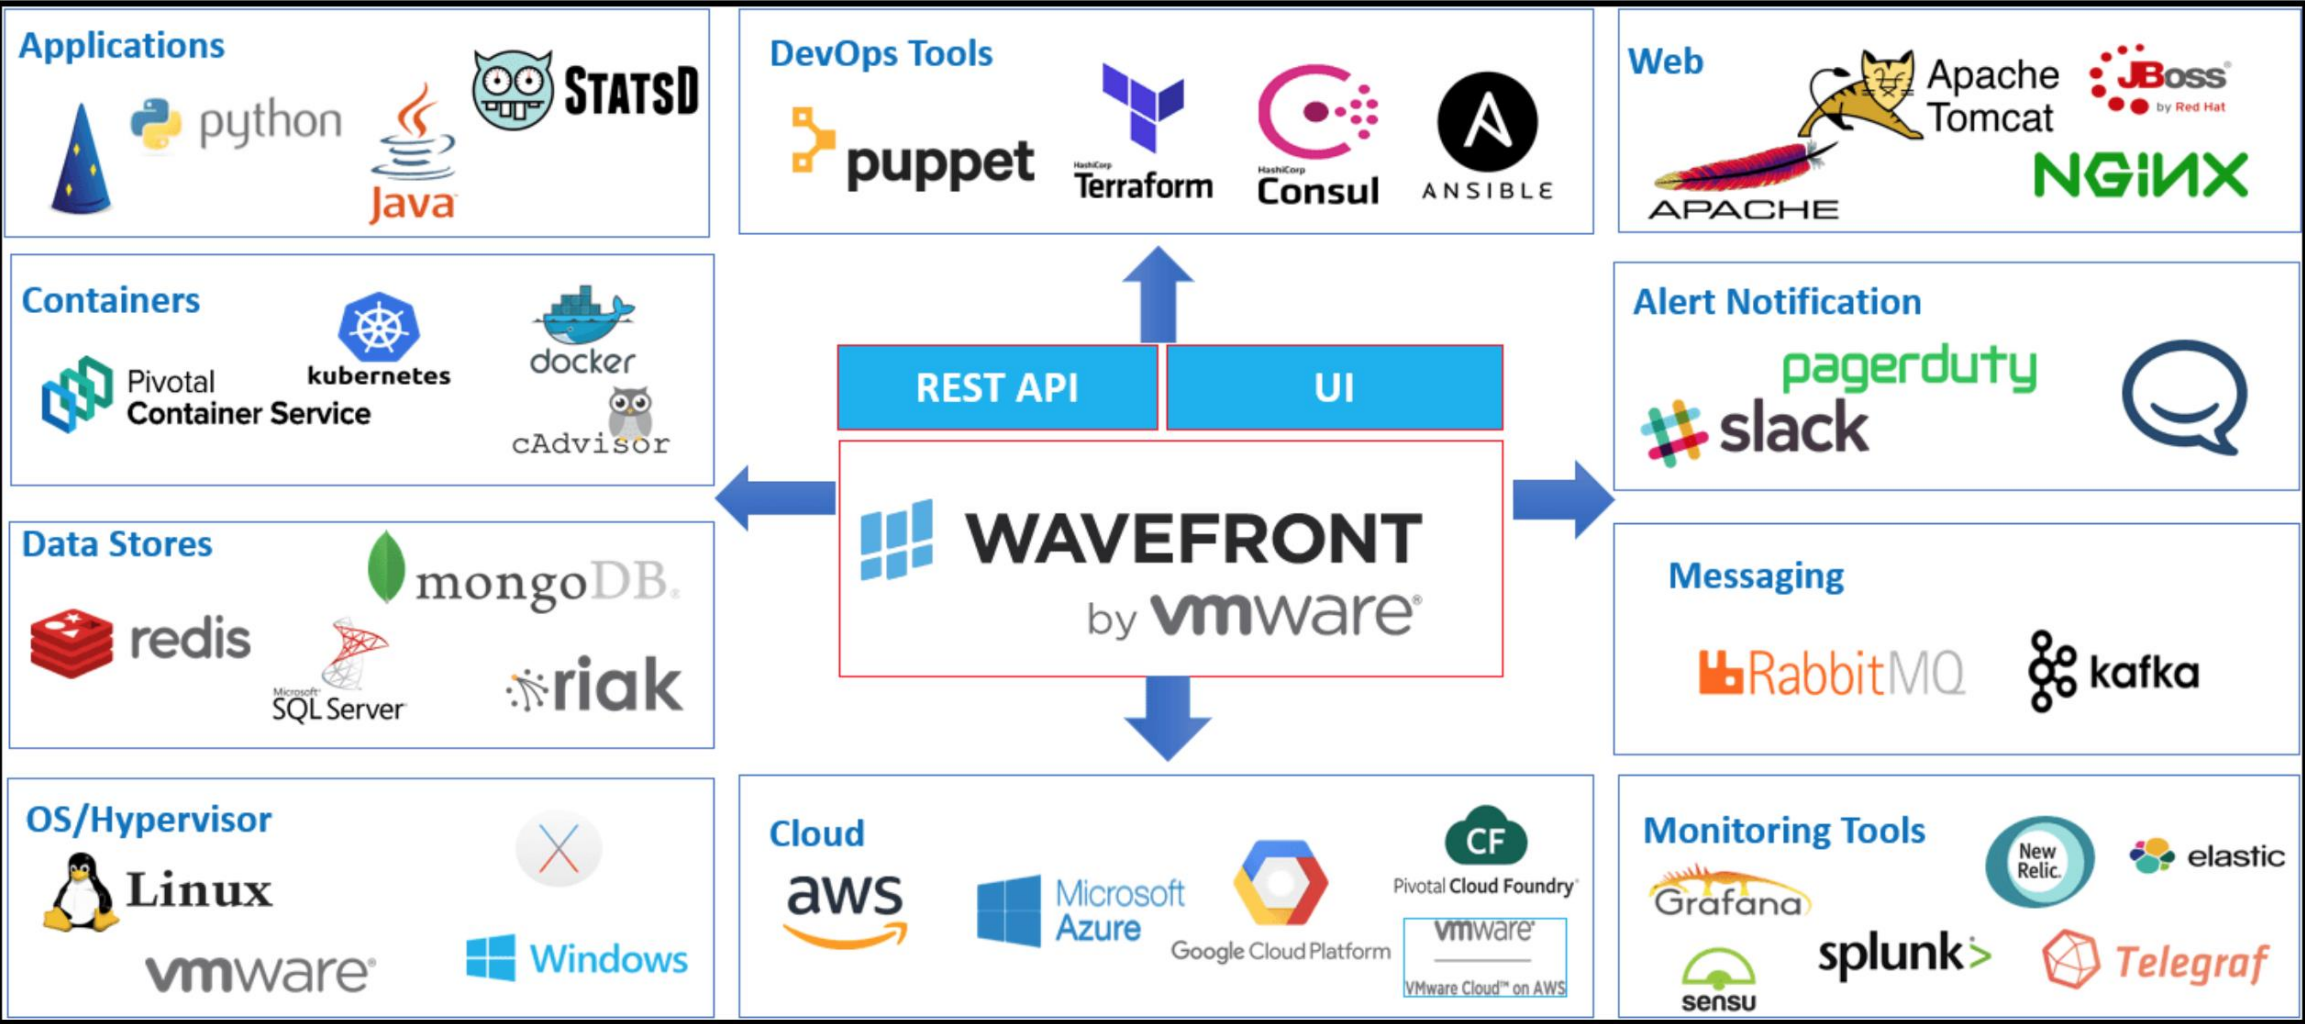 Applications
python
Java™
STATSD
DevOps Tools
puppet
HashiCorp
Terraform
HashiCorp
Consul
ANSIBLE
Web
Apache
Tomcat
JBoss®
by Red Hat
APACHE
NGINX
Containers
Pivotal
Container Service
kubernetes
docker
cAdvisor
REST API
UI
WAVEFRONT
by vmware®
Alert Notification
pagerduty
slack
Data Stores
redis
mongoDB®
Microsoft®
SQL Server®
riak
Messaging
RabbitMQ
kafka
OS/Hypervisor
Linux
X
vmware®
Windows
Cloud
aws
Microsoft
Azure
Google Cloud Platform
CF
Pivotal Cloud Foundry®
vmware®
VMware Cloud™ on AWS
Monitoring Tools
Grafana
New
Relic.
elastic
sensu
splunk>
Telegraf